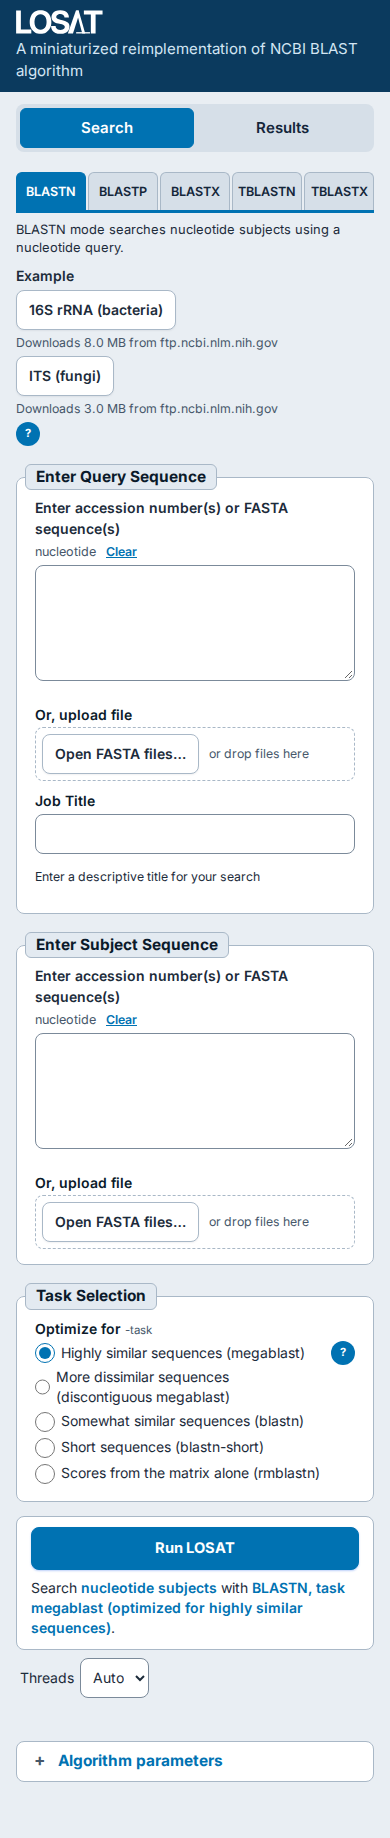 LOSAT
A miniaturized reimplementation of NCBI BLAST
algorithm
Search
Results
BLASTN
BLASTP
BLASTX
TBLASTN
TBLASTX
BLASTN mode searches nucleotide subjects using a
nucleotide query.
Example
16S rRNA (bacteria)
Downloads 8.0 MB from ftp.ncbi.nlm.nih.gov
ITS (fungi)
Downloads 3.0 MB from ftp.ncbi.nlm.nih.gov
?
Enter Query Sequence
Enter accession number(s) or FASTA
sequence(s)
nucleotide Clear
Or, upload file
Open FASTA files... or drop files here
Job Title
Enter a descriptive title for your search
Enter Subject Sequence
Enter accession number(s) or FASTA
sequence(s)
nucleotide Clear
Or, upload file
Open FASTA files... or drop files here
Task Selection
Optimize for -task
Highly similar sequences (megablast) ?
More dissimilar sequences
(discontiguous megablast)
Somewhat similar sequences (blastn)
Short sequences (blastn-short)
Scores from the matrix alone (rmblastn)
Run LOSAT
Search nucleotide subjects with BLASTN, task
megablast (optimized for highly similar
sequences).
Threads Auto
+ Algorithm parameters